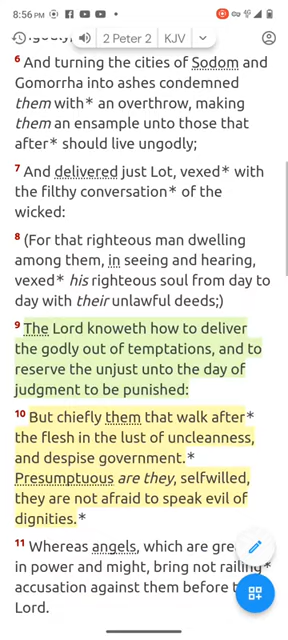 8:56 PM
2 Peter 2
KJV
6 And turning the cities of Sodom and
Gomorrha into ashes condemned
them with* an overthrow, making
them an ensample unto those that
after* should live ungodly;
7 And delivered just Lot, vexed* with
the filthy conversation* of the
wicked:
8 (For that righteous man dwelling
among them, in seeing and hearing,
vexed* his righteous soul from day to
day with their unlawful deeds;)
9 The Lord knoweth how to deliver
the godly out of temptations, and to
reserve the unjust unto the day of
judgment to be punished:
10 But chiefly them that walk after*
the flesh in the lust of uncleanness,
and despise government.*
Presumptuous are they, selfwilled,
they are not afraid to speak evil of
dignities.*
11 Whereas angels, which are gre
in power and might, bring not railing*
accusation against them before t
Lord.